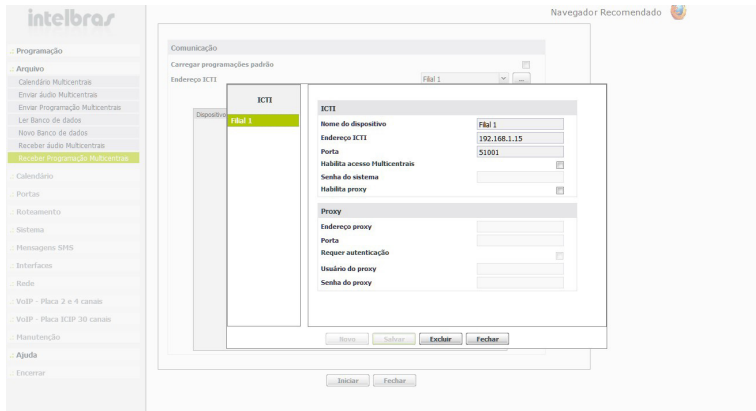 intelbras
Navegador Recomendado
Programação
Arquivo
Calendário Multicentrais
Enviar áudio Multicentrais
Enviar Programação Multicentrais
Ler Banco de dados
Novo Banco de dados
Receber áudio Multicentrais
Receber Programação Multicentrais
Calendário
Portas
Roteamento
Sistema
Mensagens SMS
Interfaces
Rede
VoIP - Placa 2 e 4 canais
VoIP - Placa ICIP 30 canais
Manutenção
Ajuda
Encerrar
Comunicação
Carregar programações padrão
Endereço ICTI Filial 1 ...
Dispositivo
ICTI
Filial 1
ICTI
Nome do dispositivo Filial 1
Endereço ICTI 192.168.1.15
Porta 51001
Habilita acesso Multicentrais
Senha do sistema
Habilita proxy
Proxy
Endereço proxy
Porta
Requer autenticação
Usuário do proxy
Senha do proxy
Novo Salvar Excluir Fechar
Iniciar Fechar